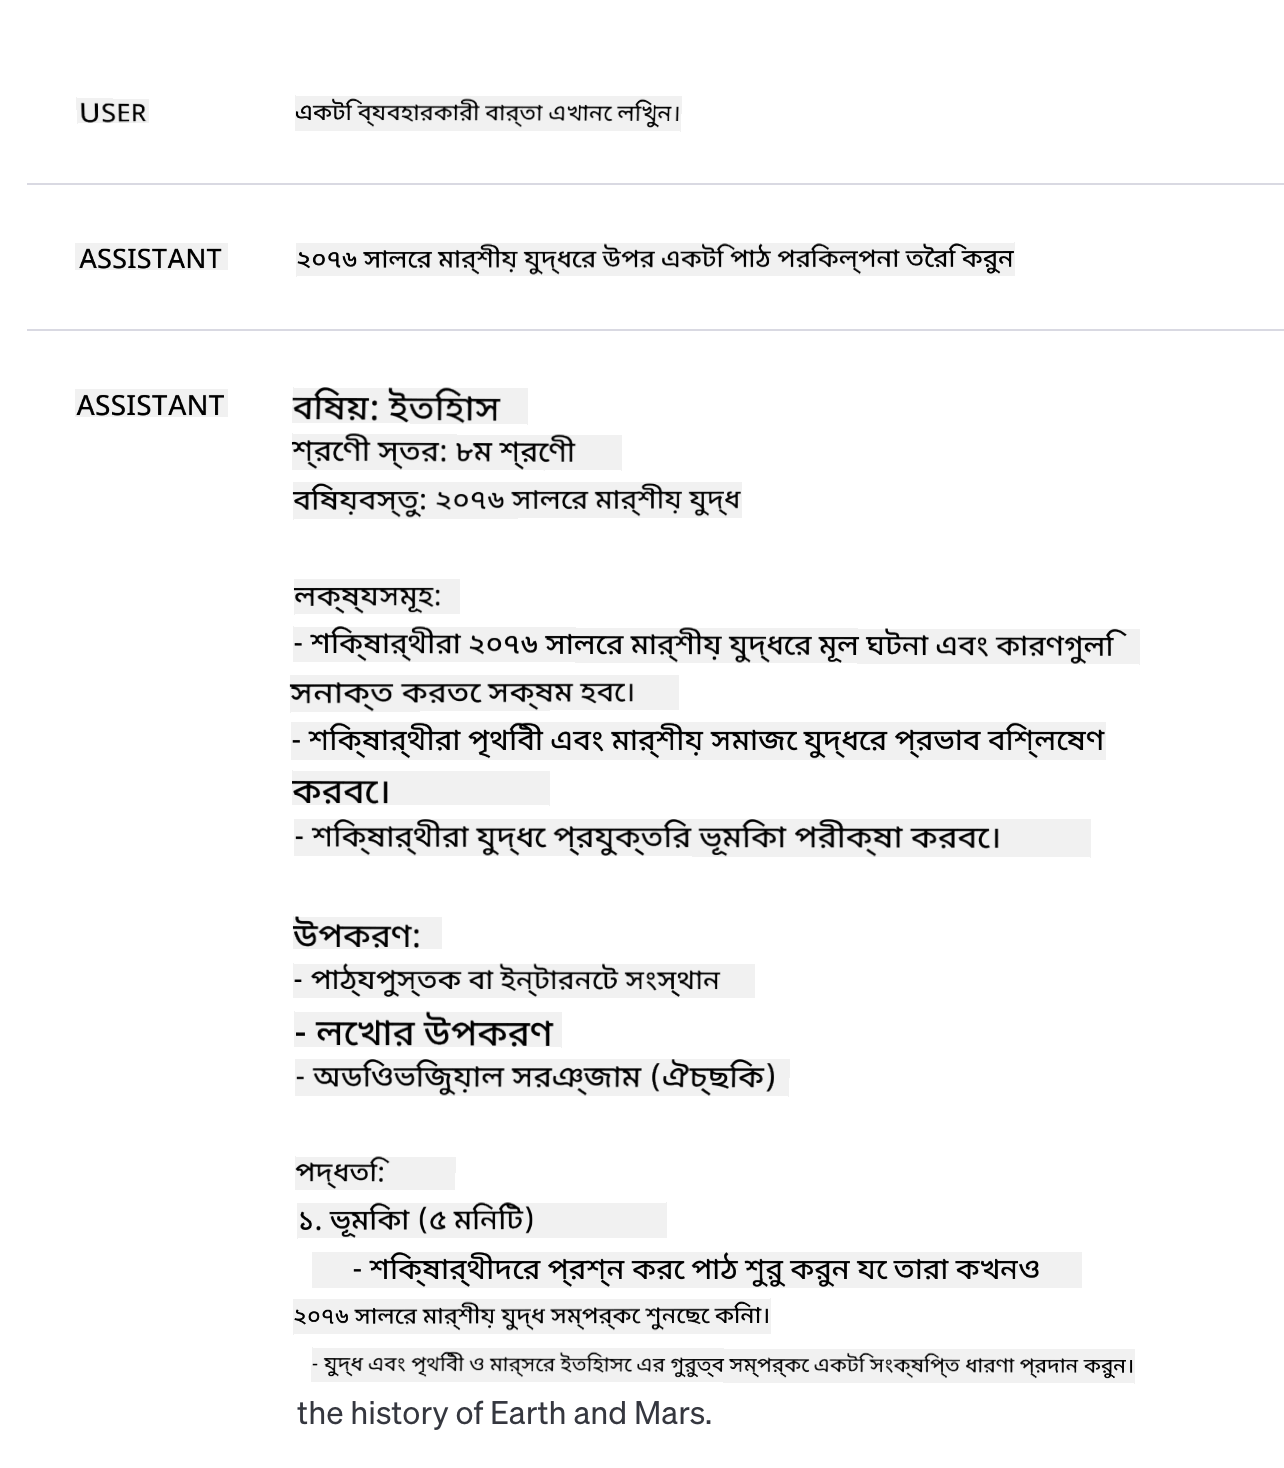 USER
একটি ব্যবহারকারী বার্তা এখানে লিখুন।
ASSISTANT
২০৭৬ সালের মার্শীয় যুদ্ধের উপর একটি পাঠ পরিকল্পনা তৈরি করুন
ASSISTANT
বিষয়: ইতিহাস
শ্রেণী স্তর: ৮ম শ্রেণী
বিষয়বস্তু: ২০৭৬ সালের মার্শীয় যুদ্ধ
লক্ষ্যসমূহ:
- শিক্ষার্থীরা ২০৭৬ সালের মার্শীয় যুদ্ধের মূল ঘটনা এবং কারণগুলি
সনাক্ত করতে সক্ষম হবে।
- শিক্ষার্থীরা পৃথিবী এবং মার্শীয় সমাজে যুদ্ধের প্রভাব বিশ্লেষণ
করবে।
- শিক্ষার্থীরা যুদ্ধে প্রযুক্তির ভূমিকা পরীক্ষা করবে।
উপকরণ:
- পাঠ্যপুস্তক বা ইন্টারনেট সংস্থান
- লেখার উপকরণ
- অডিওভিজুয়াল সরঞ্জাম (ঐচ্ছিক)
পদ্ধতি:
১. ভূমিকা (৫ মিনিট)
- শিক্ষার্থীদের প্রশ্ন করে পাঠ শুরু করুন যে তারা কখনও
২০৭৬ সালের মার্শীয় যুদ্ধ সম্পর্কে শুনেছে কিনা।
- যুদ্ধ এবং পৃথিবী ও মার্সের ইতিহাসে এর গুরুত্ব সম্পর্কে একটি সংক্ষিপ্ত ধারণা প্রদান করুন।
the history of Earth and Mars.